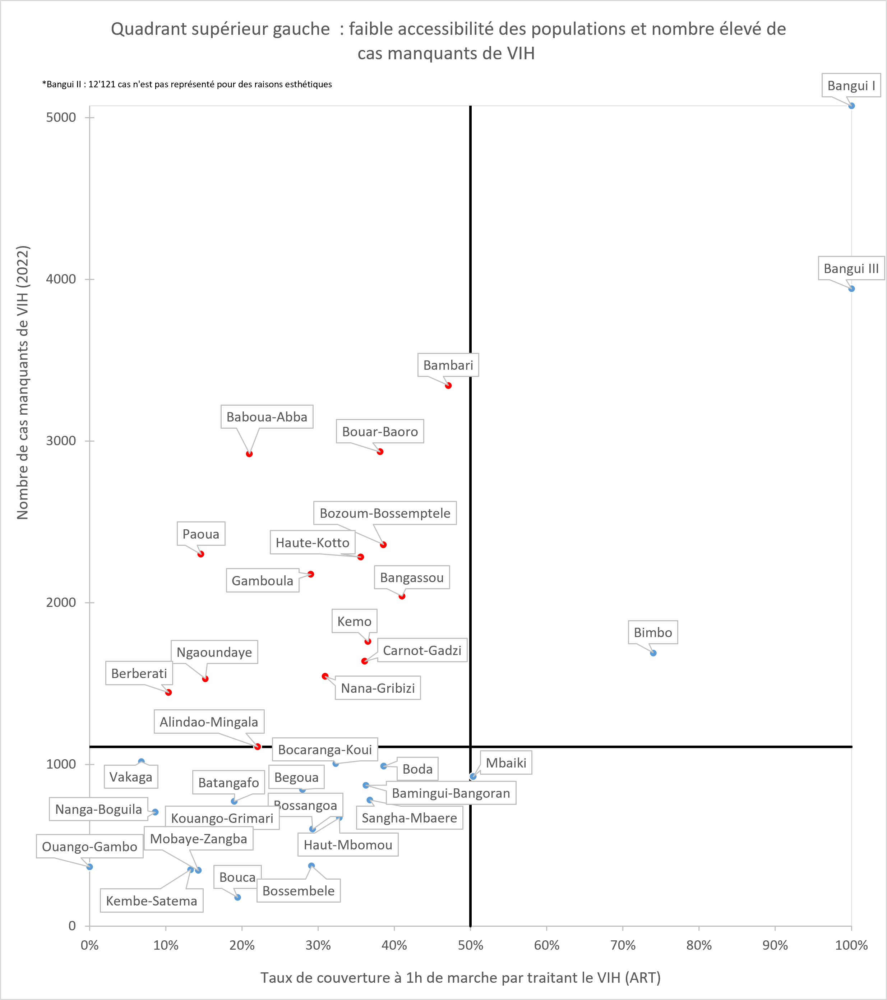 Quadrant supérieur gauche  : faible accessibilité des populations et nombre élevé de
cas manquants de VIH
*Bangui II : 12'121 cas n'est pas représenté pour des raisons esthétiques
Bangui I
5000
Bangui III
4000
Nombre de cas manquants de VIH (2022)
Bambari
Baboua-Abba
Bouar-Baoro
3000
Bozoum-Bossemptele
Paoua
Haute-Kotto
Gamboula
Bangassou
2000
Kemo
Bimbo
Carnot-Gadzi
Ngaoundaye
Berberati
Nana-Gribizi
Alindao-Mingala
Bocaranga-Koui
Mbaiki
1000
Boda
Vakaga
Begoua
Batangafo
Bamingui-Bangoran
Bossangoa
Nanga-Boguila
Kouango-Grimari
Sangha-Mbaere
Mobaye-Zangba
Haut-Mbomou
Ouango-Gambo
Bouca
Bossembele
Kembe-Satema
0
0% 10% 20% 30% 40% 50% 60% 70% 80% 90% 100%
Taux de couverture à 1h de marche par traitant le VIH (ART)